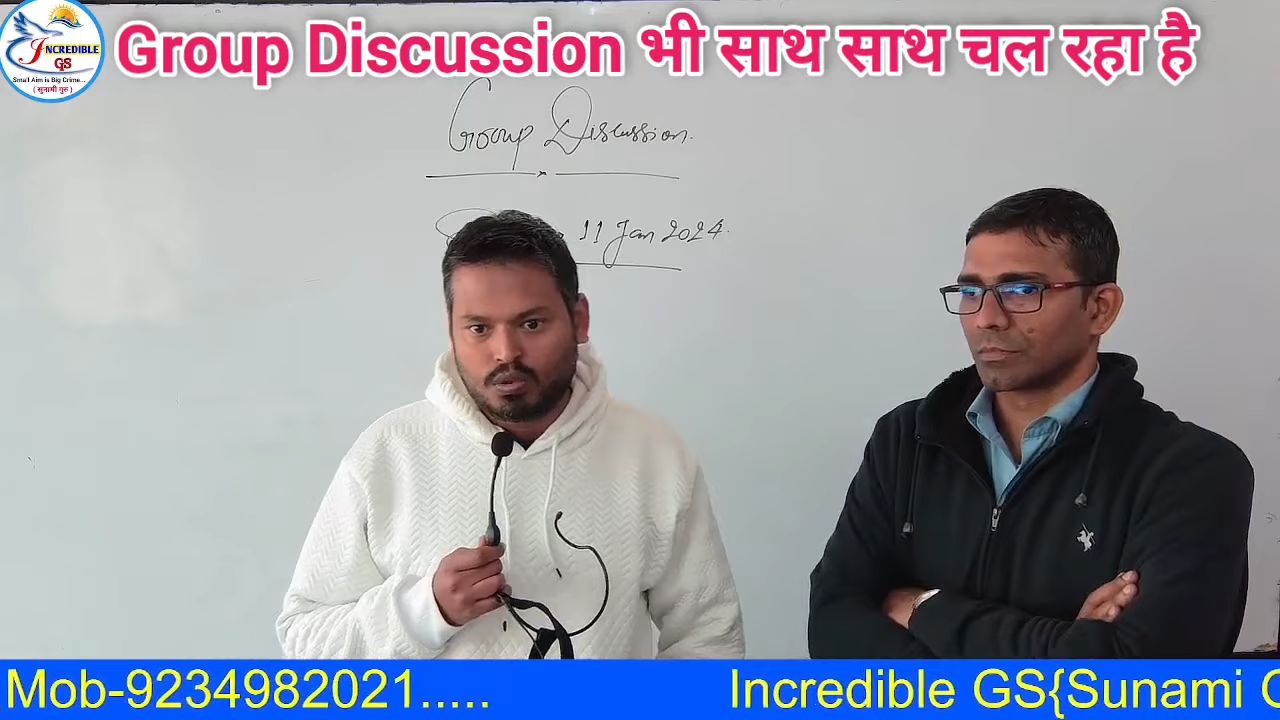 INCREDIBLE
GS
Small Aim is Big Crime...
( सुनामी गुरु )
Group Discussion भी साथ साथ चल रहा है
Group Discussion.
11 Jan 2024.
Mob-9234982021..... Incredible GS{Sunami